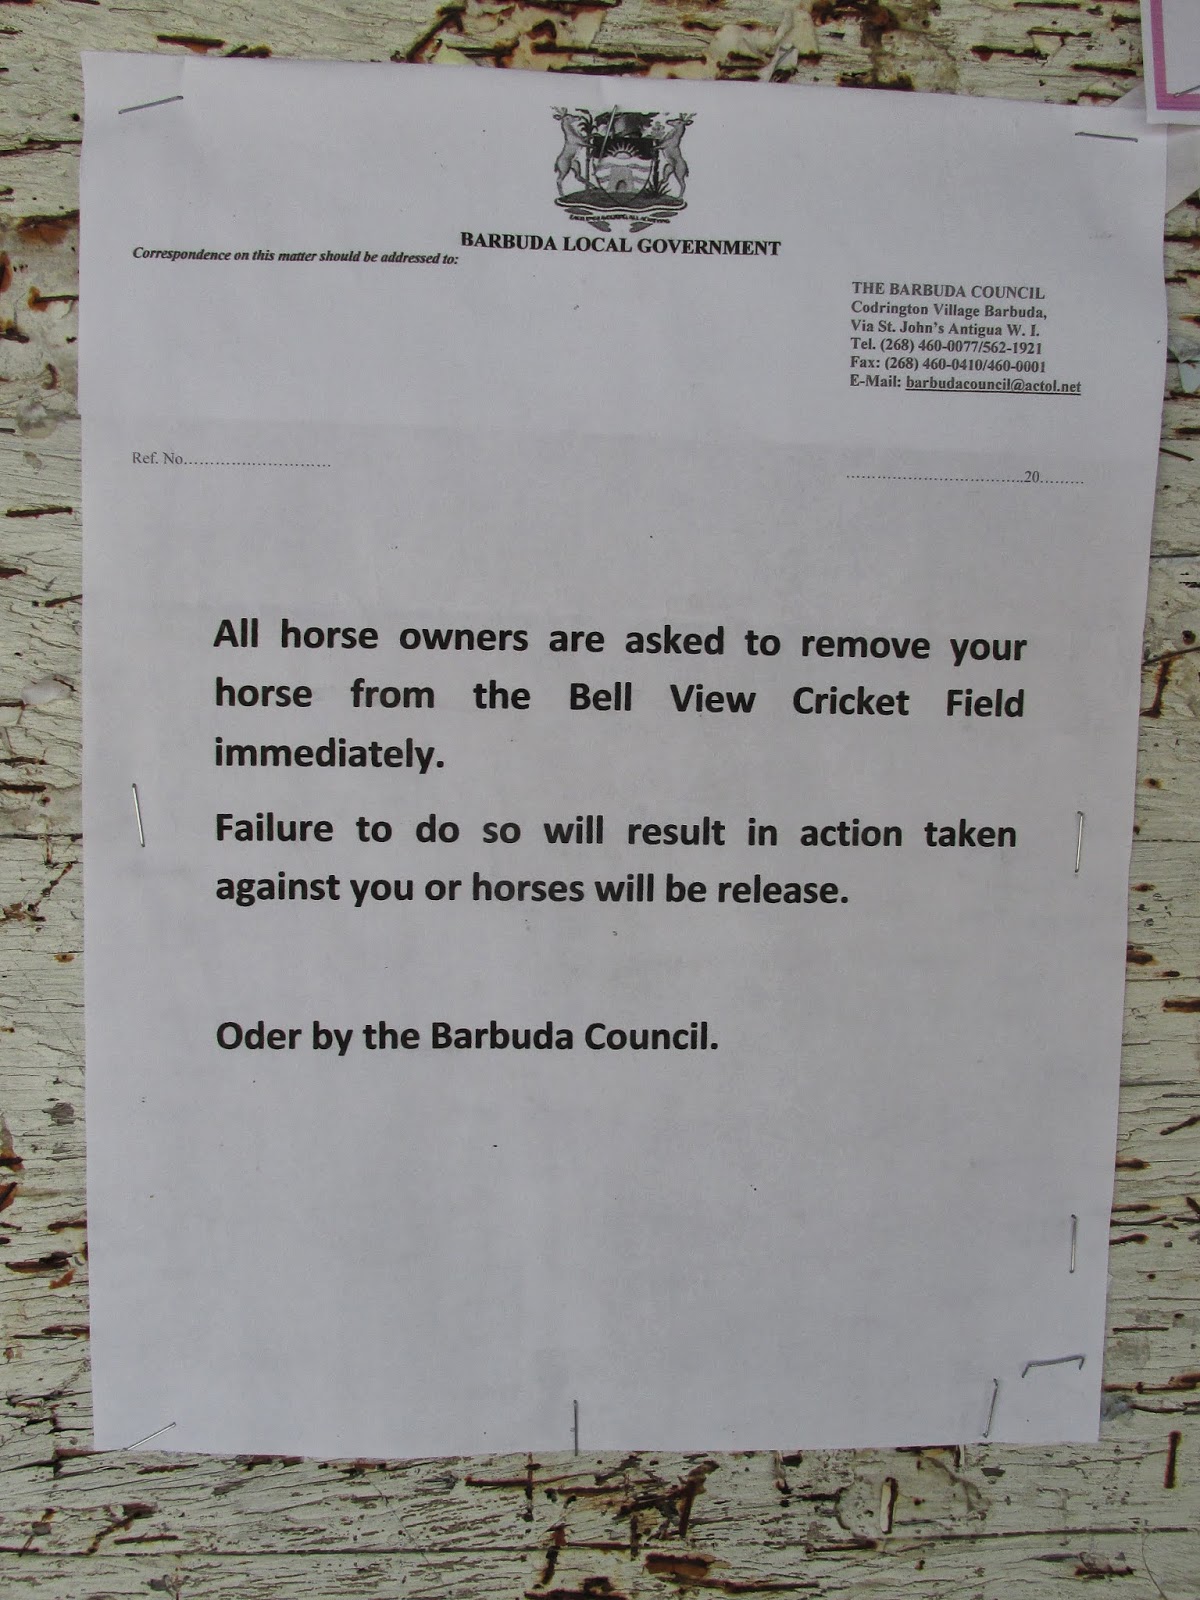 BARBUDA LOCAL GOVERNMENT
Correspondence on this matter should be addressed to:
THE BARBUDA COUNCIL
Codrington Village Barbuda,
Via St. John's Antigua W. I.
Tel. (268) 460-0077/562-1921
Fax: (268) 460-0410/460-0001
E-Mail: barbudacouncil@actol.net
Ref. No..............................
.....................................20.........
All horse owners are asked to remove your
horse from the Bell View Cricket Field
immediately.
Failure to do so will result in action taken
against you or horses will be release.
Oder by the Barbuda Council.